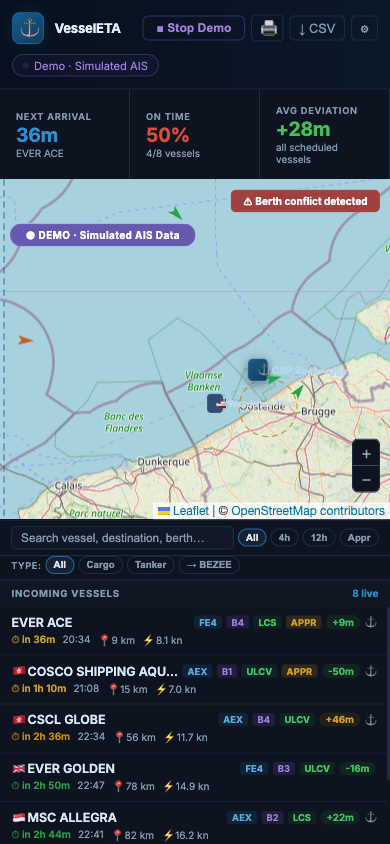 VesselETA
■ Stop Demo
↓ CSV
Demo · Simulated AIS
NEXT ARRIVAL
36m
EVER ACE
ON TIME
50%
4/8 vessels
AVG DEVIATION
+28m
all scheduled
vessels
⚠ Berth conflict detected
DEMO · Simulated AIS Data
Vlaamse
Banken
Oostende
Brugge
Banc des
Flandres
Dunkerque
Calais
Parc naturel
+
−
Leaflet | © OpenStreetMap contributors
Search vessel, destination, berth...
All
4h
12h
Appr
TYPE:
All
Cargo
Tanker
→ BEZEE
INCOMING VESSELS
8 live
EVER ACE FE4 B4 LCS APPR +9m
in 36m 20:34 9 km 8.1 kn
COSCO SHIPPING AQU... AEX B1 ULCV APPR -50m
in 1h 10m 21:08 15 km 7.0 kn
CSCL GLOBE AEX B4 ULCV +46m
in 2h 36m 22:34 56 km 11.7 kn
EVER GOLDEN FE4 B3 ULCV -16m
in 2h 50m 22:47 78 km 14.9 kn
MSC ALLEGRA AEX B2 LCS +22m
in 2h 44m 22:41 82 km 16.2 kn